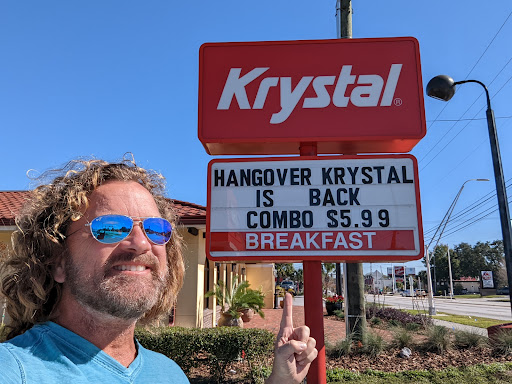 Krystal®
HANGOVER KRYSTAL
IS BACK
COMBO $5.99
BREAKFAST